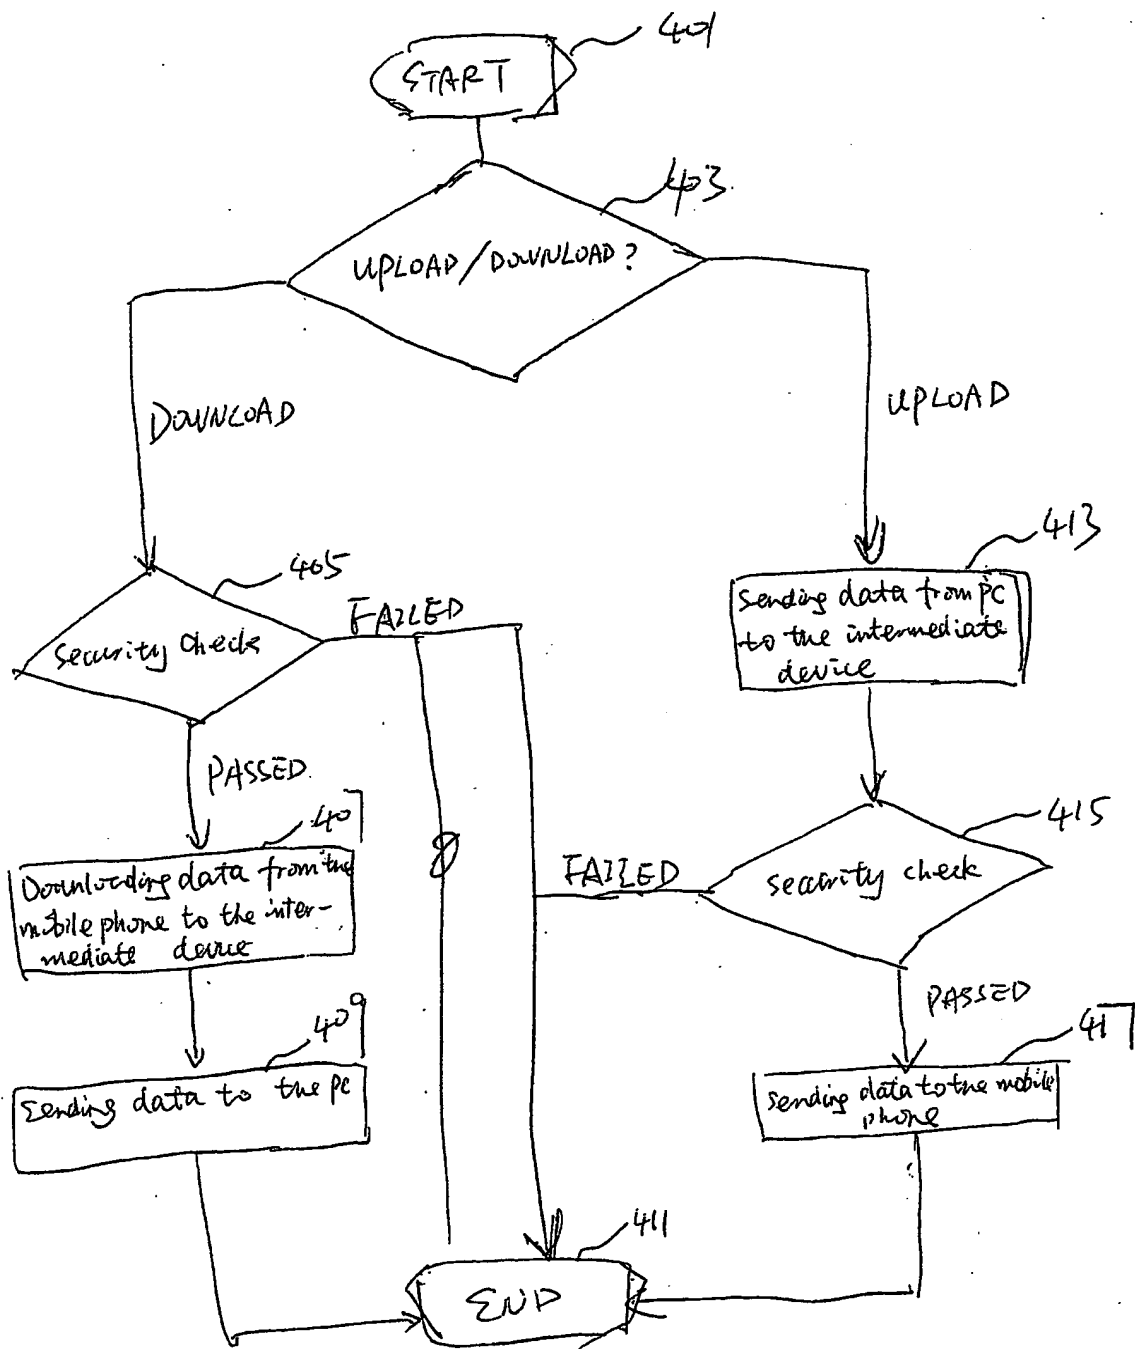 401
START
403
UPLOAD/DOWNLOAD?
DOWNLOAD
UPLOAD
413
405
FAILED
Sending data from PC
to the intermediate
device
security check
PASSED
407
415
Downloading data from the
mobile phone to the inter-
mediate device
FAILED
security check
PASSED
409
417
Sending data to the PC
Sending data to the mobile
phone
411
END